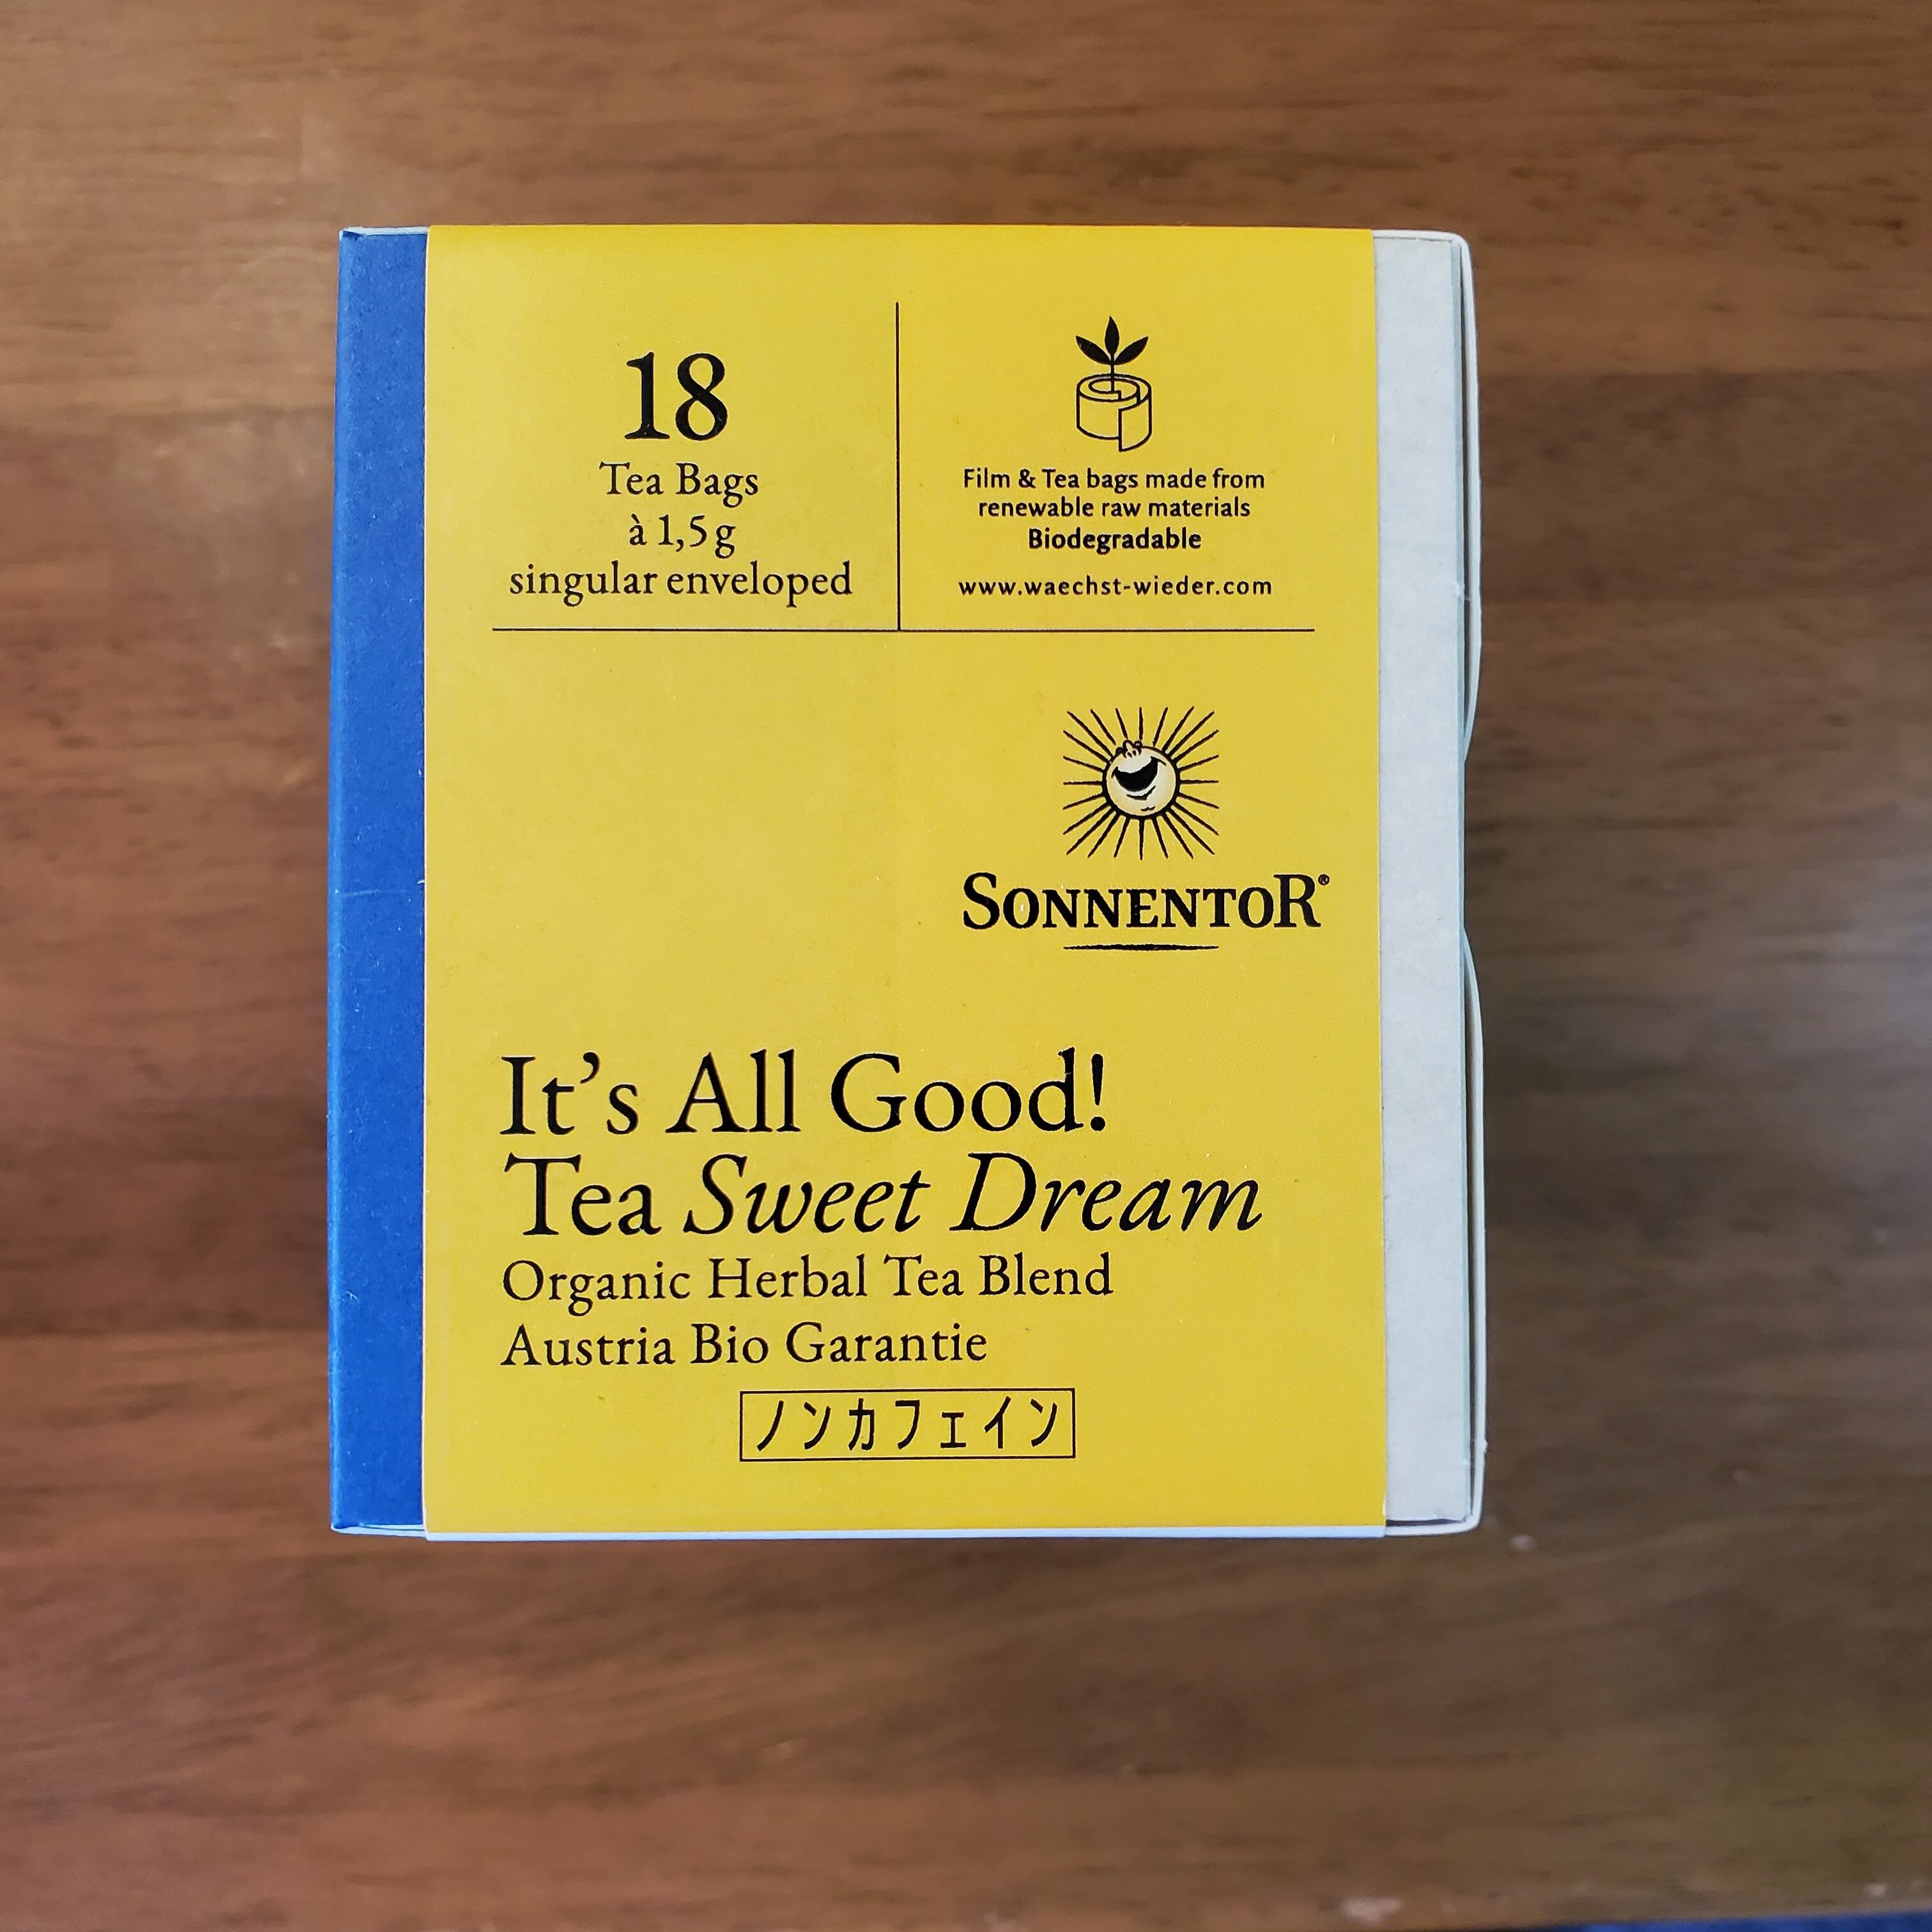 18
Tea Bags
à 1,5 g
singular enveloped
Film & Tea bags made from
renewable raw materials
Biodegradable
www.waechst-wieder.com
SONNENTOR®
It's All Good!
Tea Sweet Dream
Organic Herbal Tea Blend
Austria Bio Garantie
ノンカフェイン